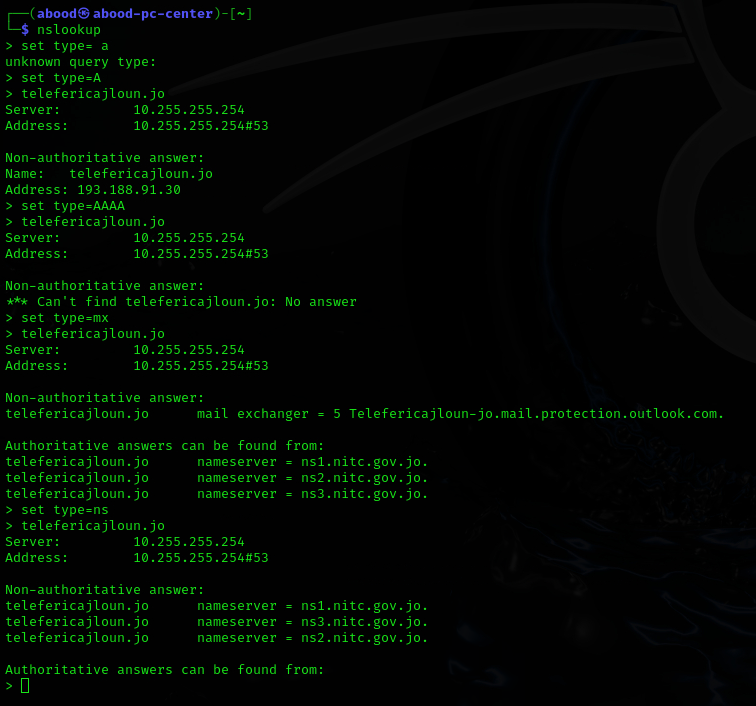 ┌──(abood㉿abood-pc-center)-[~]
└─$ nslookup
> set type= a
unknown query type:
> set type=A
> telefericajloun.jo
Server:         10.255.255.254
Address:        10.255.255.254#53

Non-authoritative answer:
Name:   telefericajloun.jo
Address: 193.188.91.30
> set type=AAAA
> telefericajloun.jo
Server:         10.255.255.254
Address:        10.255.255.254#53

Non-authoritative answer:
*** Can't find telefericajloun.jo: No answer
> set type=mx
> telefericajloun.jo
Server:         10.255.255.254
Address:        10.255.255.254#53

Non-authoritative answer:
telefericajloun.jo      mail exchanger = 5 Telefericajloun-jo.mail.protection.outlook.com.

Authoritative answers can be found from:
telefericajloun.jo      nameserver = ns1.nitc.gov.jo.
telefericajloun.jo      nameserver = ns2.nitc.gov.jo.
telefericajloun.jo      nameserver = ns3.nitc.gov.jo.
> set type=ns
> telefericajloun.jo
Server:         10.255.255.254
Address:        10.255.255.254#53

Non-authoritative answer:
telefericajloun.jo      nameserver = ns1.nitc.gov.jo.
telefericajloun.jo      nameserver = ns3.nitc.gov.jo.
telefericajloun.jo      nameserver = ns2.nitc.gov.jo.

Authoritative answers can be found from:
>